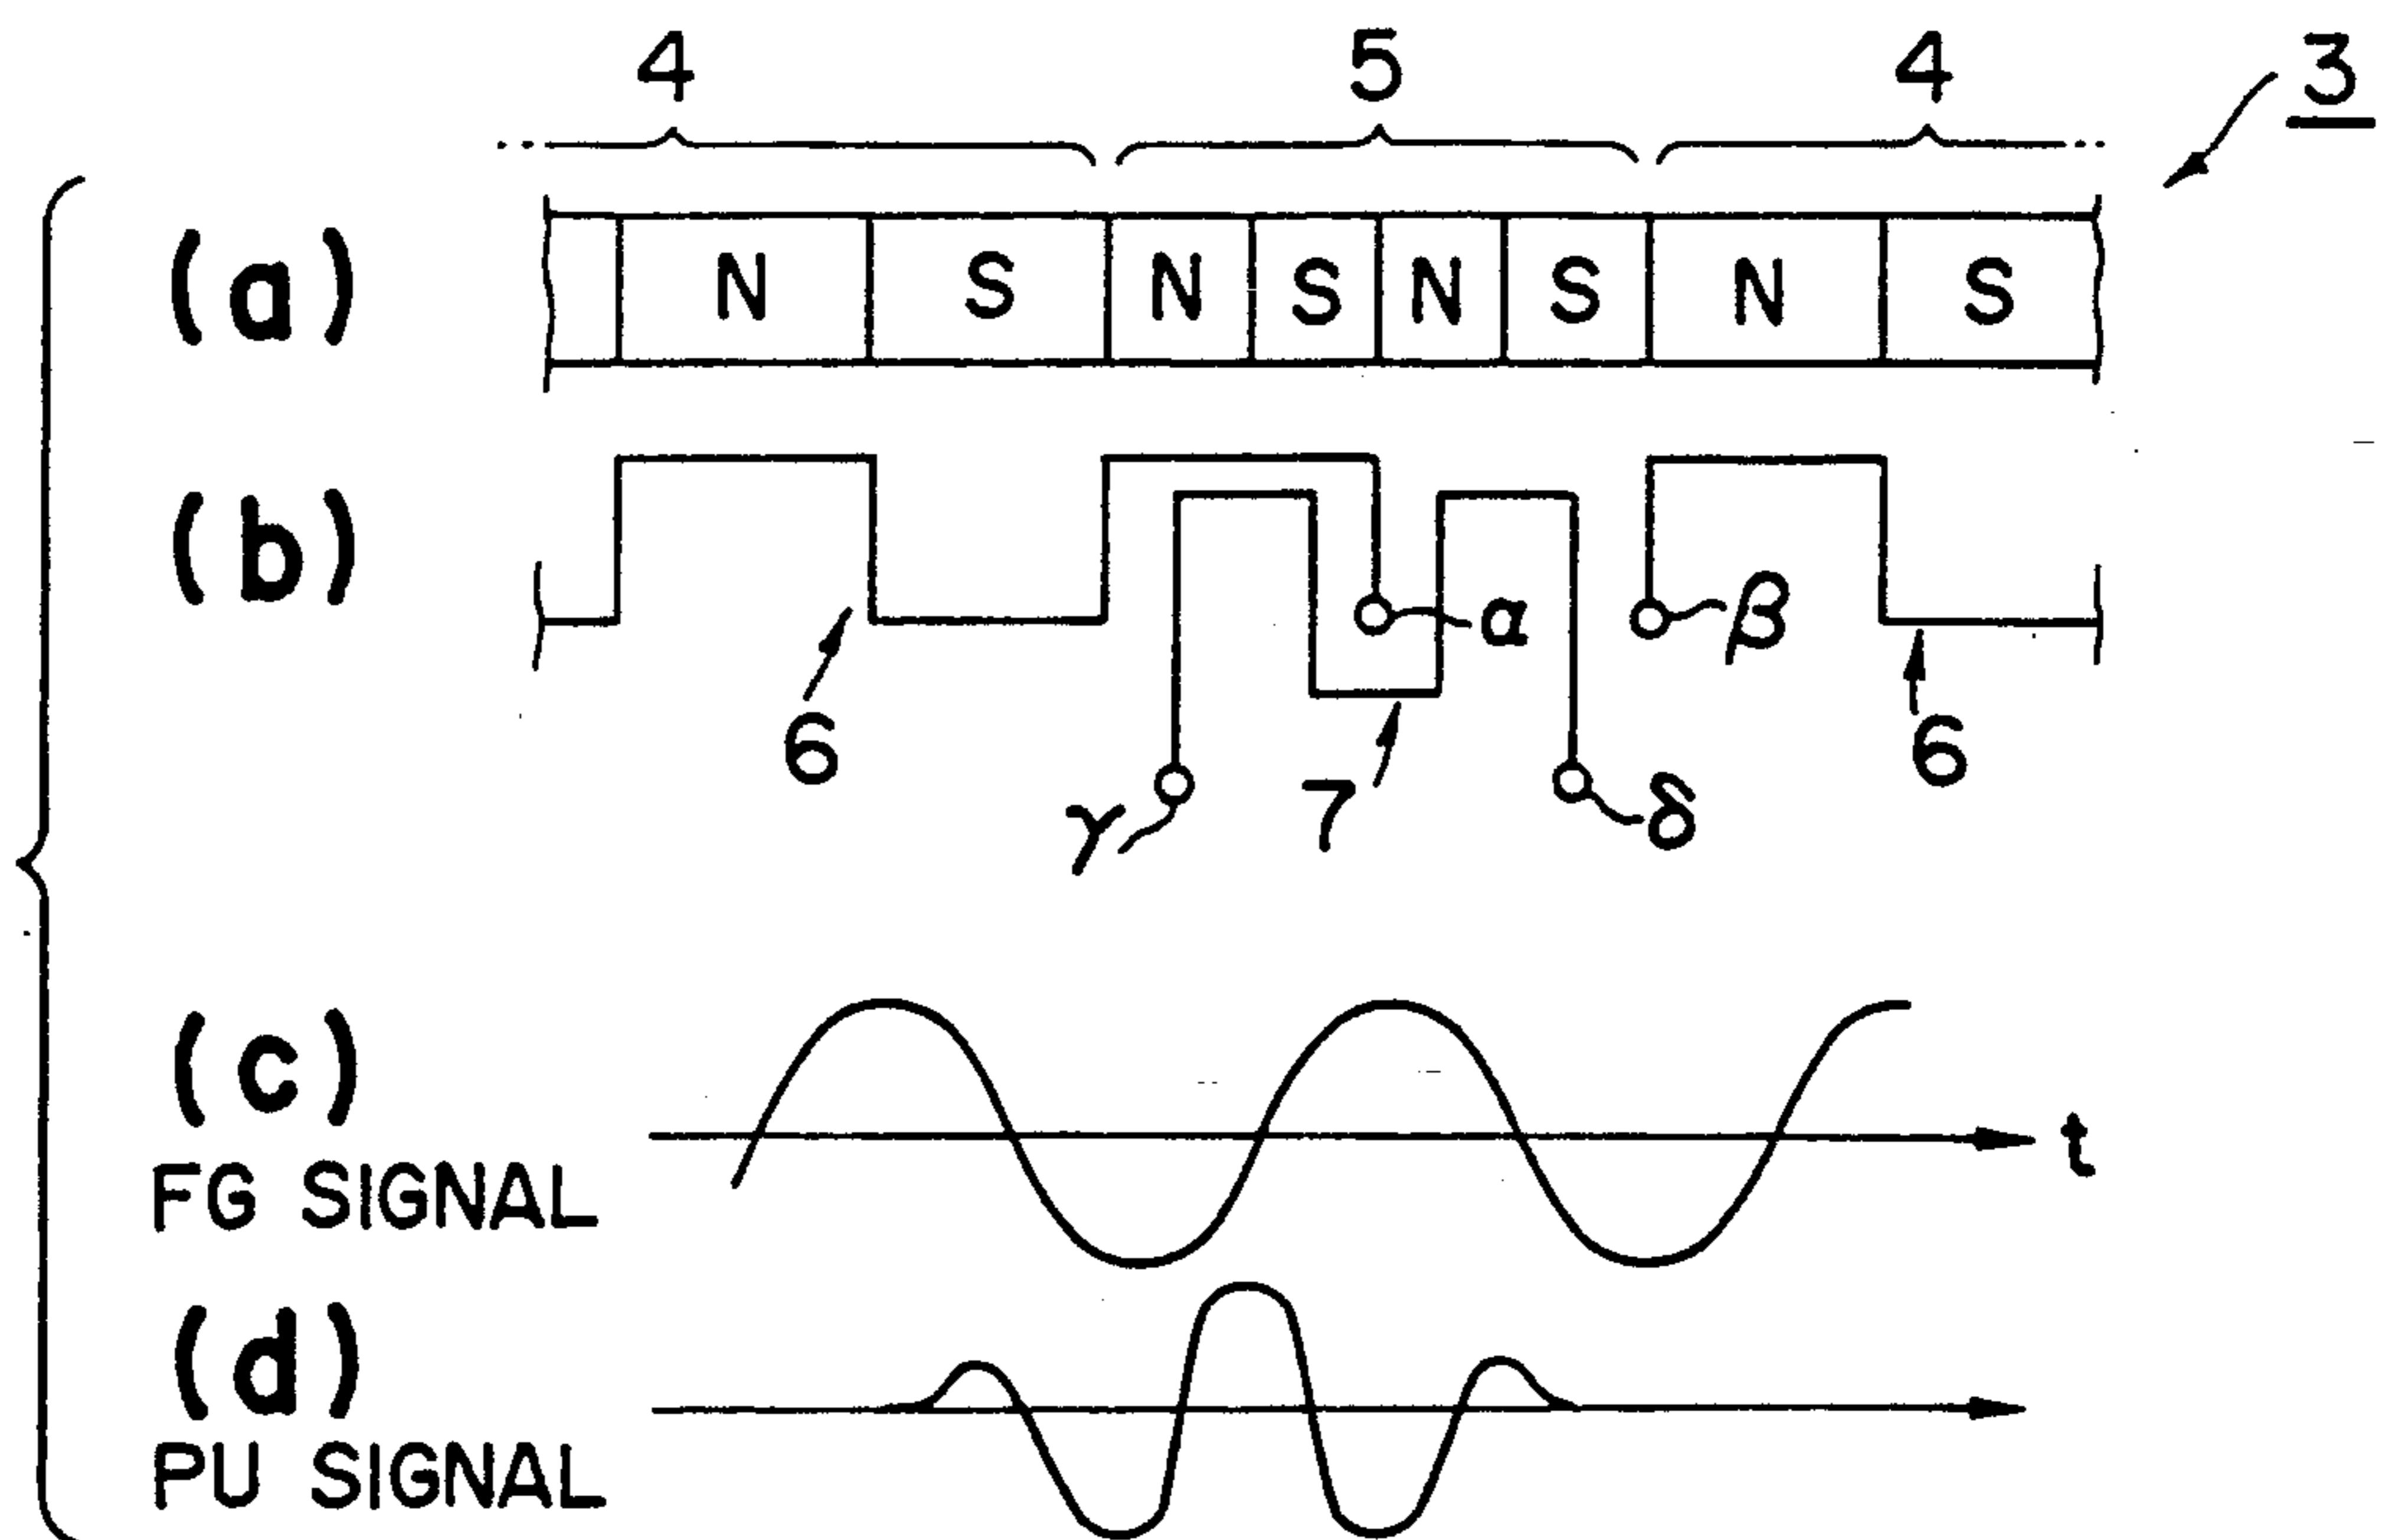 4 5 4 3
(a) N S N S N S N S
(b)
α β
6 7 6
γ δ
(c)
t
FG SIGNAL
(d)
PU SIGNAL